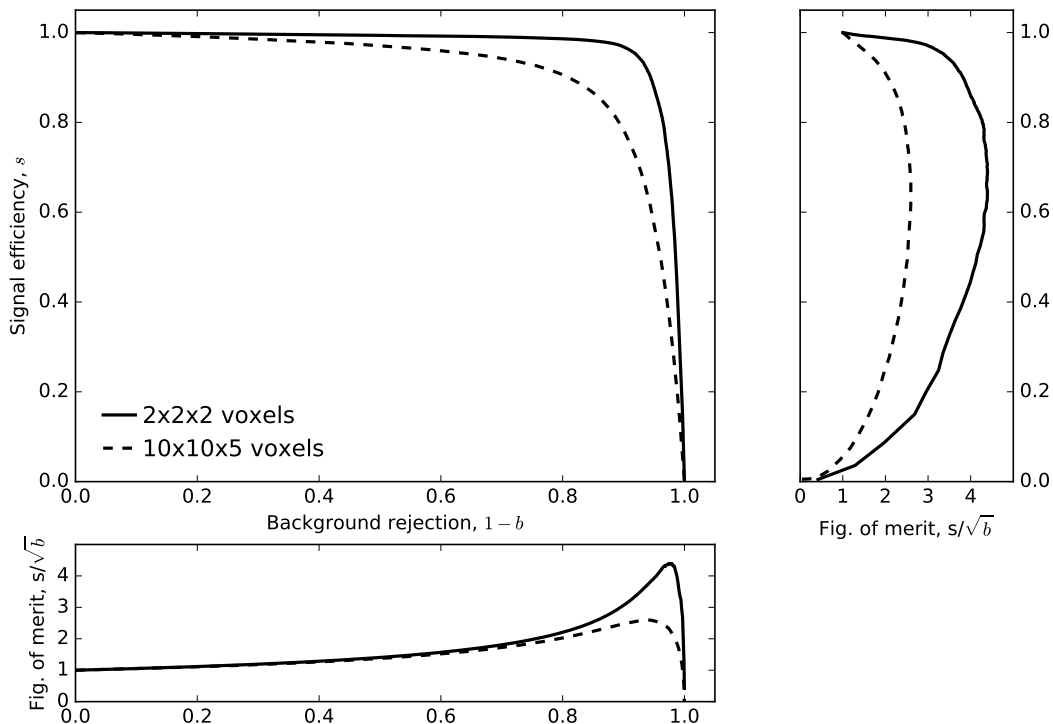 1.0
0.8
0.6
0.4
0.2
0.0
Signal efficiency, s
2x2x2 voxels
10x10x5 voxels
0.0 0.2 0.4 0.6 0.8 1.0
Background rejection, 1 − b
1.0
0.8
0.6
0.4
0.2
0.0
0 1 2 3 4
Fig. of merit, s/√b
4
3
2
1
0
Fig. of merit, s/√b
0.0 0.2 0.4 0.6 0.8 1.0